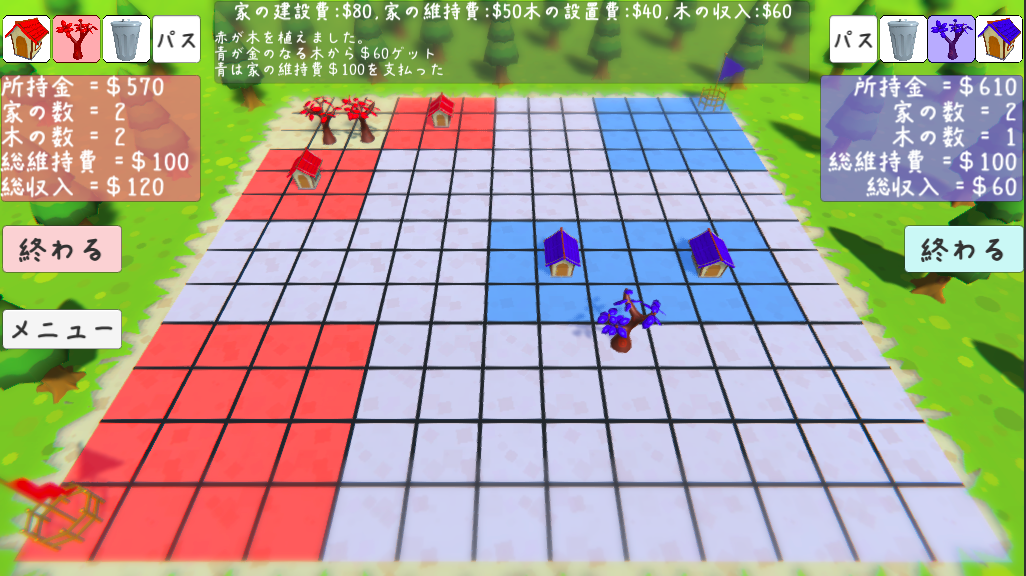 家の建設費:$80,家の維持費:$50木の設置費:$40,木の収入:$60
赤が木を植えました。
青が金のなる木から＄60ゲット
青は家の維持費＄100を支払った
パス
所持金 =＄570
家の数 = 2
木の数 = 2
総維持費 =＄100
総収入 =＄120
終わる
メニュー
パス
所持金 =＄610
家の数 = 2
木の数 = 1
総維持費 =＄100
総収入 =＄60
終わる